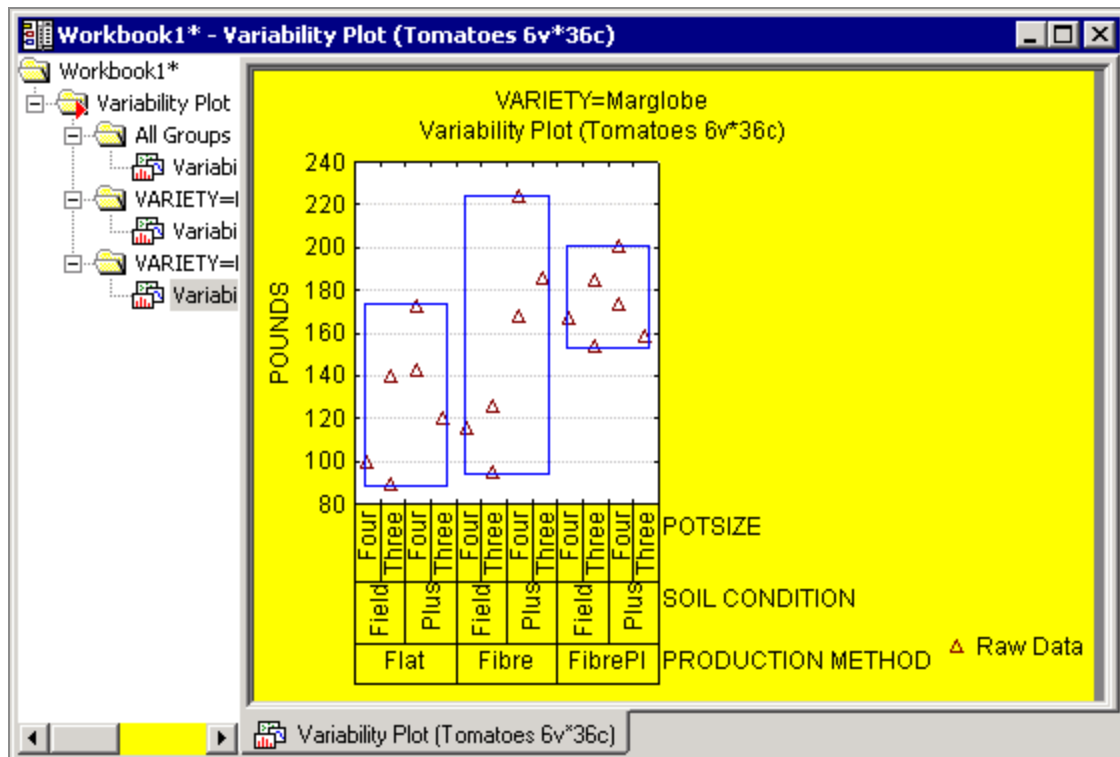 Workbook1* - Variability Plot (Tomatoes 6v*36c)
Workbook1*
Variability Plot
All Groups
Variabi
VARIETY=
Variabi
VARIETY=
Variabi
VARIETY=Marglobe
Variability Plot (Tomatoes 6v*36c)
240
220
200
180
160
140
120
100
80
POUNDS
Four Three Four Three Four Three Four Three Four Three Four Three POTSIZE
Field Plus Field Plus Field Plus SOIL CONDITION
Flat Fibre FibrePl PRODUCTION METHOD
Raw Data
Variability Plot (Tomatoes 6v*36c)